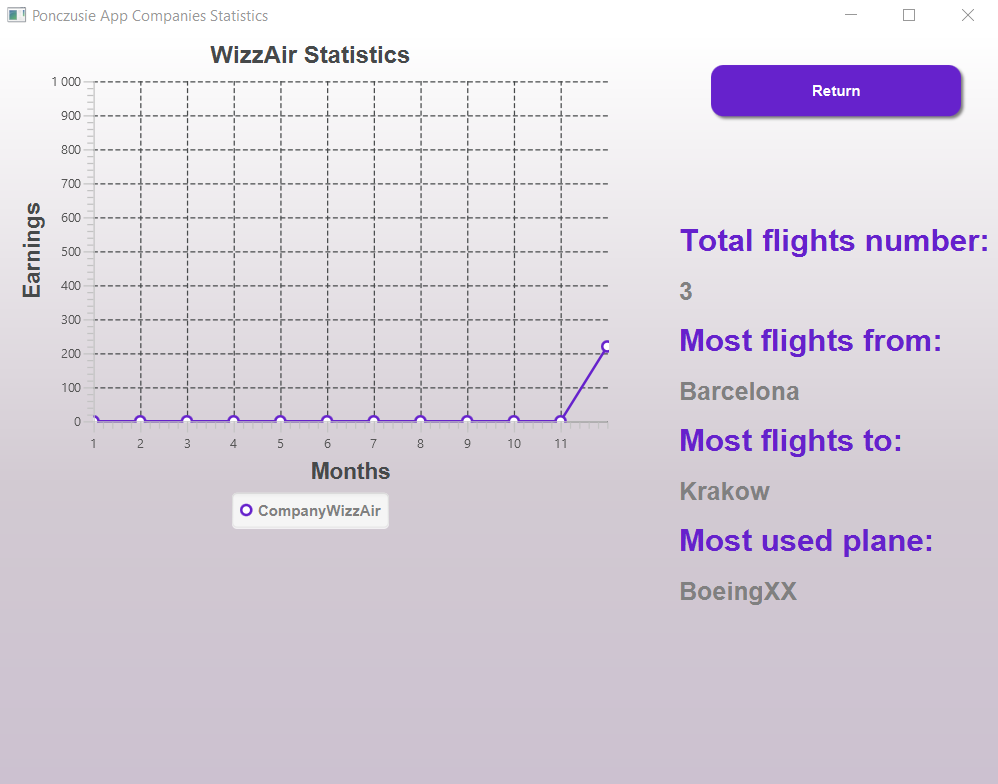 Ponczusie App Companies Statistics
WizzAir Statistics
Earnings
1 000
900
800
700
600
500
400
300
200
100
0
1 2 3 4 5 6 7 8 9 10 11
Months
CompanyWizzAir
Return
Total flights number:
3
Most flights from:
Barcelona
Most flights to:
Krakow
Most used plane:
BoeingXX